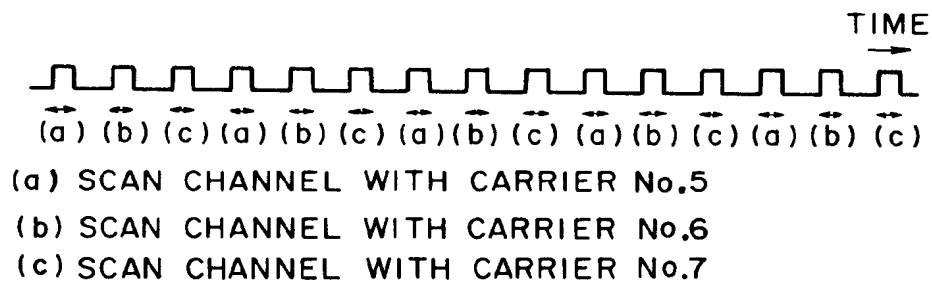 TIME
(a) (b) (c) (a) (b) (c) (a) (b) (c) (a) (b) (c) (a) (b) (c)
(a) SCAN CHANNEL WITH CARRIER No.5
(b) SCAN CHANNEL WITH CARRIER No.6
(c) SCAN CHANNEL WITH CARRIER No.7